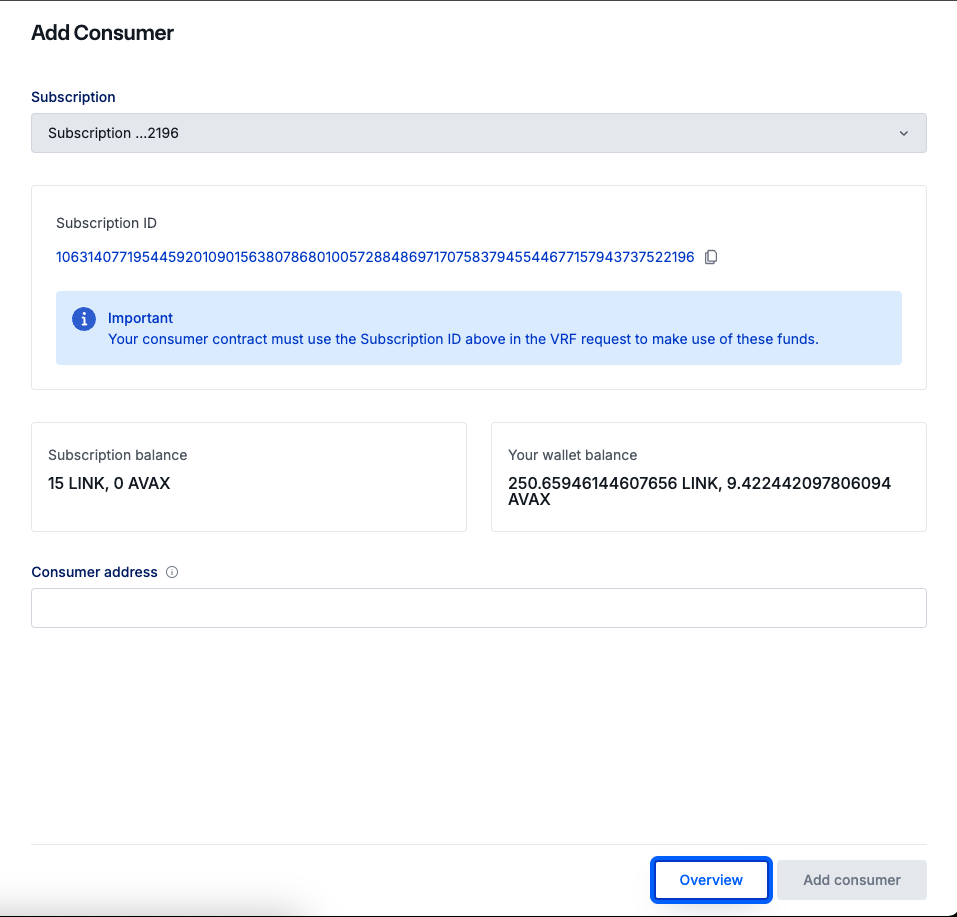 Add Consumer
Subscription
Subscription ...2196
Subscription ID
106314077195445920109015638078680100572884869717075837945544677157943737522196
Important
Your consumer contract must use the Subscription ID above in the VRF request to make use of these funds.
Subscription balance
15 LINK, 0 AVAX
Your wallet balance
250.65946144607656 LINK, 9.422442097806094
AVAX
Consumer address
Overview
Add consumer